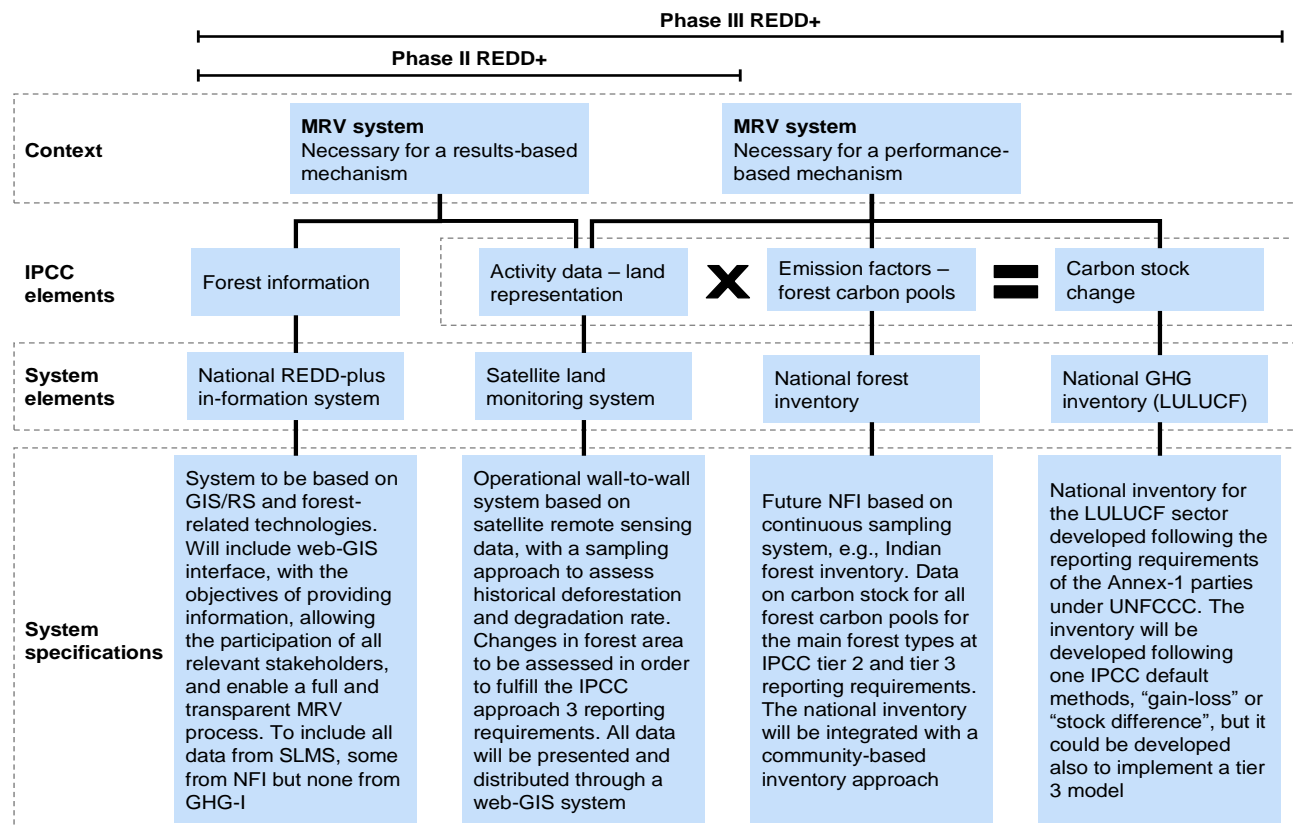 Phase III REDD+
Phase II REDD+
Context
MRV system
Necessary for a results-based
mechanism
MRV system
Necessary for a performance-
based mechanism
IPCC
elements
Forest information
Activity data – land
representation
Emission factors –
forest carbon pools
Carbon stock
change
System
elements
National REDD-plus
in-formation system
Satellite land
monitoring system
National forest
inventory
National GHG
inventory (LULUCF)
System
specifications
System to be based on
GIS/RS and forest-
related technologies.
Will include web-GIS
interface, with the
objectives of providing
information, allowing
the participation of all
relevant stakeholders,
and enable a full and
transparent MRV
process. To include all
data from SLMS, some
from NFI but none from
GHG-I
Operational wall-to-wall
system based on
satellite remote sensing
data, with a sampling
approach to assess
historical deforestation
and degradation rate.
Changes in forest area
to be assessed in order
to fulfill the IPCC
approach 3 reporting
requirements. All data
will be presented and
distributed through a
web-GIS system
Future NFI based on
continuous sampling
system, e.g., Indian
forest inventory. Data
on carbon stock for all
forest carbon pools for
the main forest types at
IPCC tier 2 and tier 3
reporting requirements.
The national inventory
will be integrated with a
community-based
inventory approach
National inventory for
the LULUCF sector
developed following the
reporting requirements
of the Annex-1 parties
under UNFCCC. The
inventory will be
developed following
one IPCC default
methods, “gain-loss” or
“stock difference”, but it
could be developed
also to implement a tier
3 model